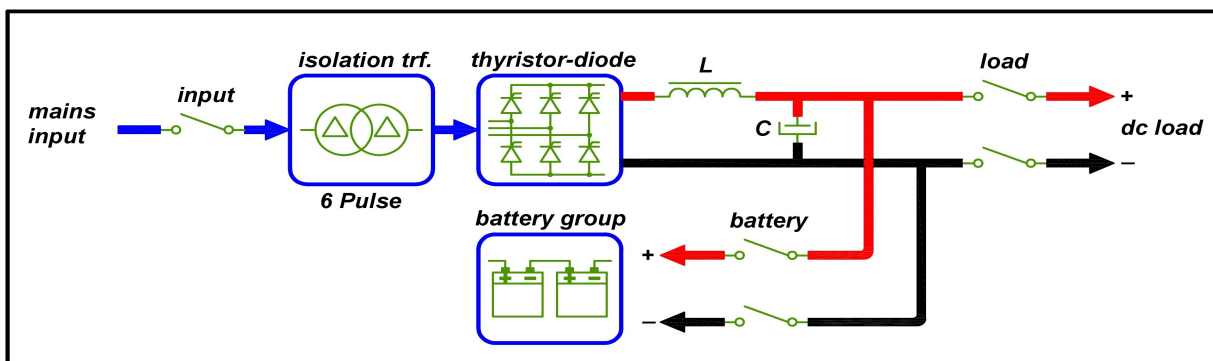 isolation trf.
thyristor-diode
L
load
mains
input
input
+
C
dc load
–
6 Pulse
battery group
battery
+
–
+ – + –